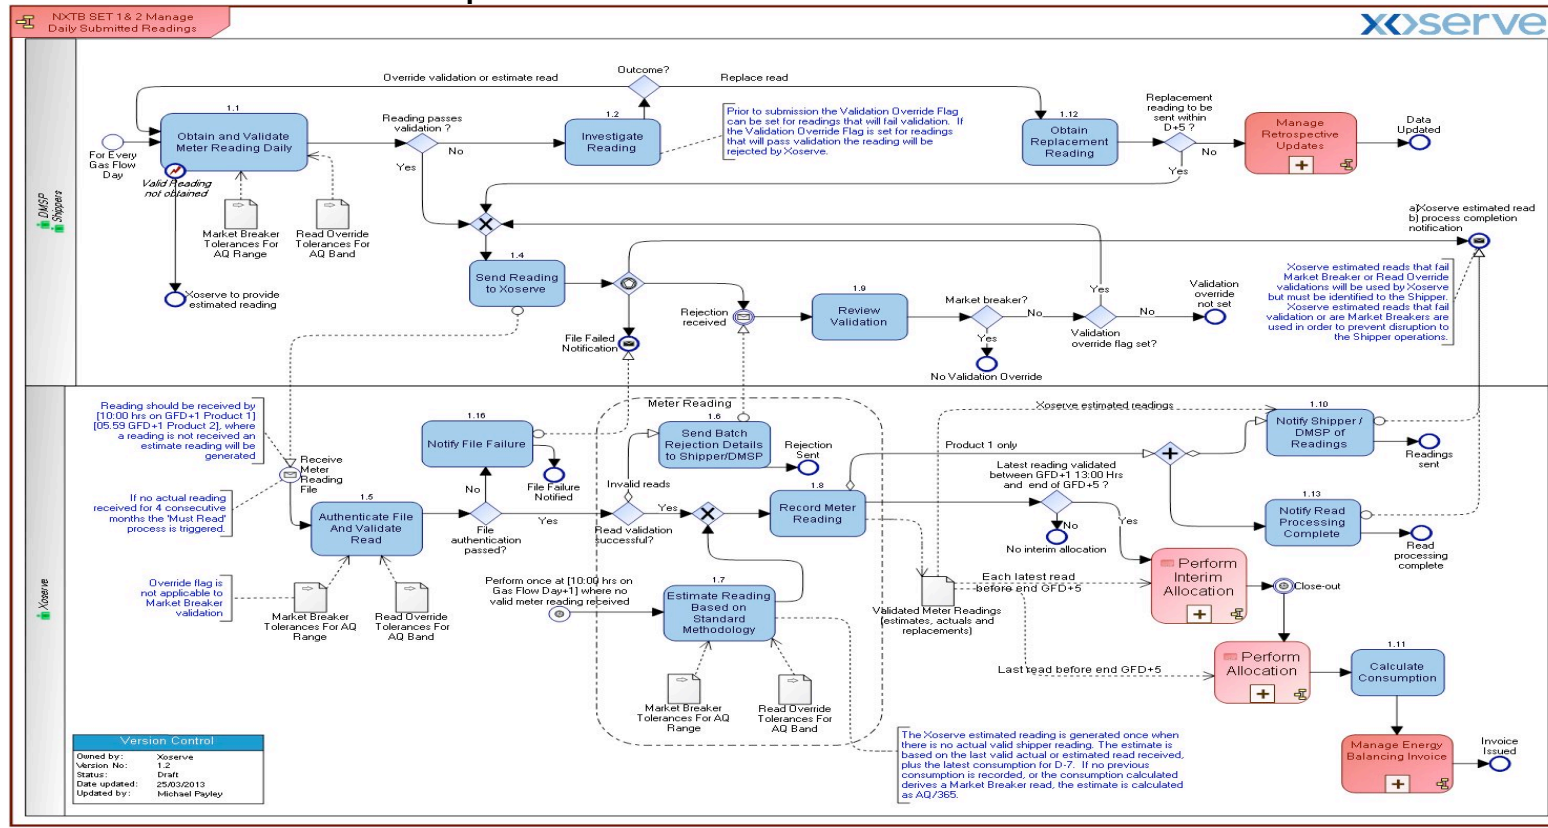 NXTB SET 1 & 2 Manage
Daily Submitted Readings
xoserve
DMSP
Shippers
For Every
Gas Flow
Day
1.1
Obtain and Validate
Meter Reading Daily
Valid Reading
not obtained
Market Breaker
Tolerances For
AQ Range
Read Override
Tolerances For
AQ Band
Xoserve to provide
estimated reading
Override validation or estimate read
Outcome?
Replace read
Reading passes
validation ?
No
Yes
1.2
Investigate
Reading
Prior to submission the Validation Override Flag
can be set for readings that will fail validation. If
the Validation Override Flag is set for readings
that will pass validation the reading will be
rejected by Xoserve.
1.12
Obtain
Replacement
Reading
Replacement
reading to be
sent within
D+5 ?
No
Yes
Manage
Retrospective
Updates
Data
Updated
1.4
Send Reading
to Xoserve
File Failed
Notification
Rejection
received
1.9
Review
Validation
Market breaker?
No
Yes
No Validation Override
Yes
Validation
override flag set?
No
Validation
override
not set
a)Xoserve estimated read
b) process completion
notification
Xoserve estimated reads that fail
Market Breaker or Read Override
validations will be used by Xoserve
but must be identified to the Shipper.
Xoserve estimated reads that fail
validation or are Market Breakers are
used in order to prevent disruption to
the Shipper operations.
Xoserve
Reading should be received by
[10:00 hrs on GFD+1 Product 1]
[05.59 GFD+1 Product 2], where
a reading is not received an
estimate reading will be
generated
Receive
Meter
Reading
File
If no actual reading
received for 4 consecutive
months the 'Must Read'
process is triggered.
Override flag is
not applicable to
Market Breaker
validation
1.5
Authenticate File
And Validate
Read
Market Breaker
Tolerances For AQ
Range
Read Override
Tolerances For
AQ Band
1.16
Notify File Failure
No
File Failure
Notified
File
authentication
passed?
Yes
Meter Reading
1.6
Send Batch
Rejection Details
to Shipper/DMSP
Rejection
Sent
Invalid reads
Read validation
successful?
Yes
1.8
Record Meter
Reading
Perform once at [10:00 hrs on
Gas Flow Day+1] where no
valid meter reading received
1.7
Estimate Reading
Based on
Standard
Methodology
Market Breaker
Tolerances For AQ
Range
Read Override
Tolerances For
AQ Band
Xoserve estimated readings
Product 1 only
Latest reading validated
between GFD+1 13:00 Hrs
and end of GFD+5 ?
No
No interim allocation
Yes
1.10
Notify Shipper /
DMSP of
Readings
Readings
sent
1.13
Notify Read
Processing
Complete
Read
processing
complete
Validated Meter Readings
(estimates, actuals and
replacements)
Each latest read
before end GFD+5
Perform
Interim
Allocation
Close-out
Last read before end GFD+5
Perform
Allocation
1.11
Calculate
Consumption
Manage Energy
Balancing Invoice
Invoice
Issued
The Xoserve estimated reading is generated once when
there is no actual valid shipper reading. The estimate is
based on the last valid actual or estimated read received,
plus the latest consumption for D-7. If no previous
consumption is recorded, or the consumption calculated
derives a Market Breaker read, the estimate is calculated
as AQ/365.
Version Control
Owned by: Xoserve
Version No: 1.2
Status: Draft
Date updated: 25/03/2013
Updated by: Michael Payley